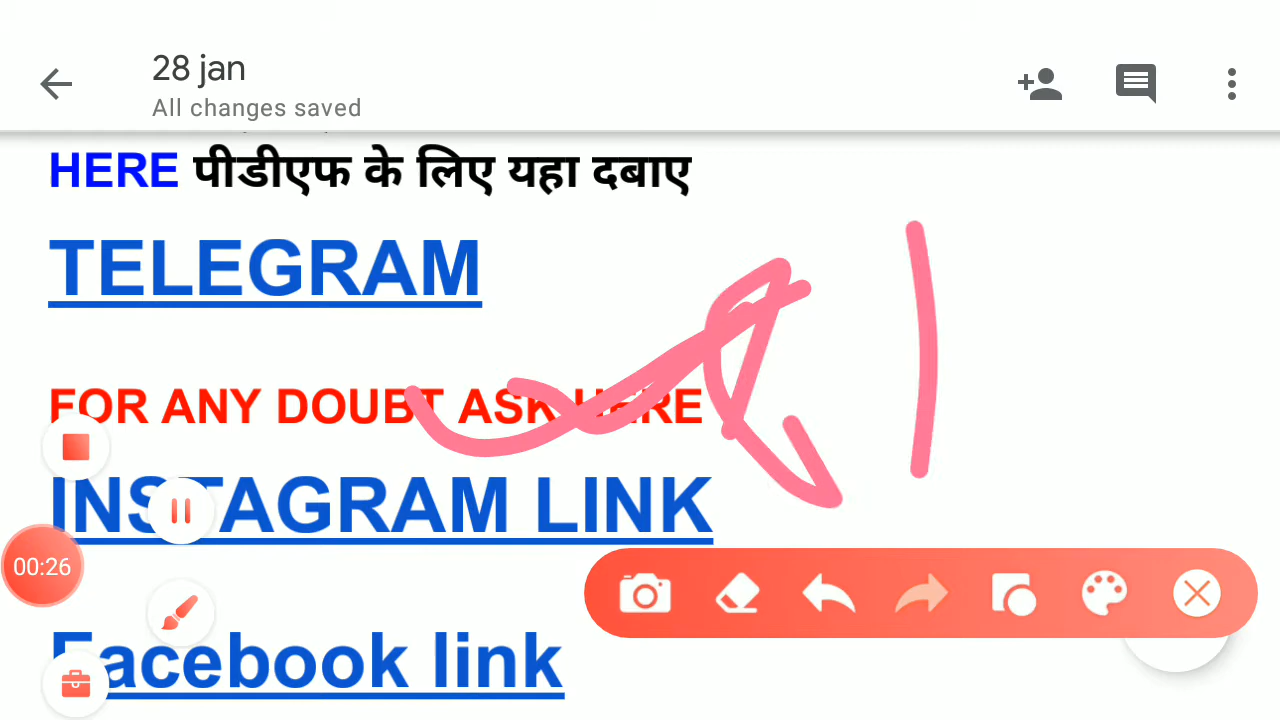 28 jan
All changes saved
HERE पीडीएफ के लिए यहा दबाए
TELEGRAM
FOR ANY DOUBT ASK HERE
INSTAGRAM LINK
00:26
Facebook link